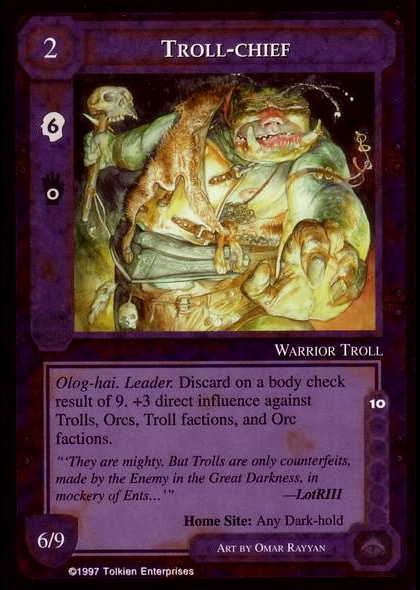 2
TROLL-CHIEF
6
0
WARRIOR TROLL
Olog-hai. Leader. Discard on a body check
result of 9. +3 direct influence against
Trolls, Orcs, Troll factions, and Orc
factions.
10
“‘They are mighty. But Trolls are only counterfeits,
made by the Enemy in the Great Darkness, in
mockery of Ents...’” —LotRIII
Home Site: Any Dark-hold
6/9
ART BY OMAR RAYYAN
©1997 Tolkien Enterprises